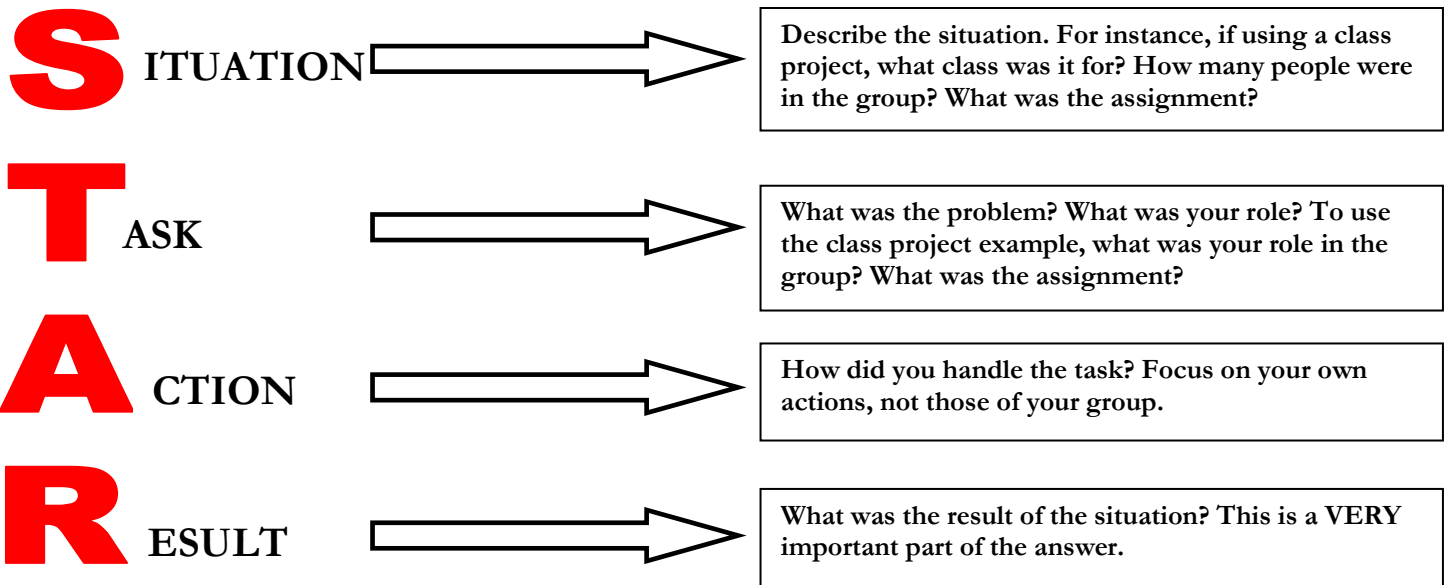 SITUATION
Describe the situation. For instance, if using a class
project, what class was it for? How many people were
in the group? What was the assignment?
TASK
What was the problem? What was your role? To use
the class project example, what was your role in the
group? What was the assignment?
ACTION
How did you handle the task? Focus on your own
actions, not those of your group.
RESULT
What was the result of the situation? This is a VERY
important part of the answer.